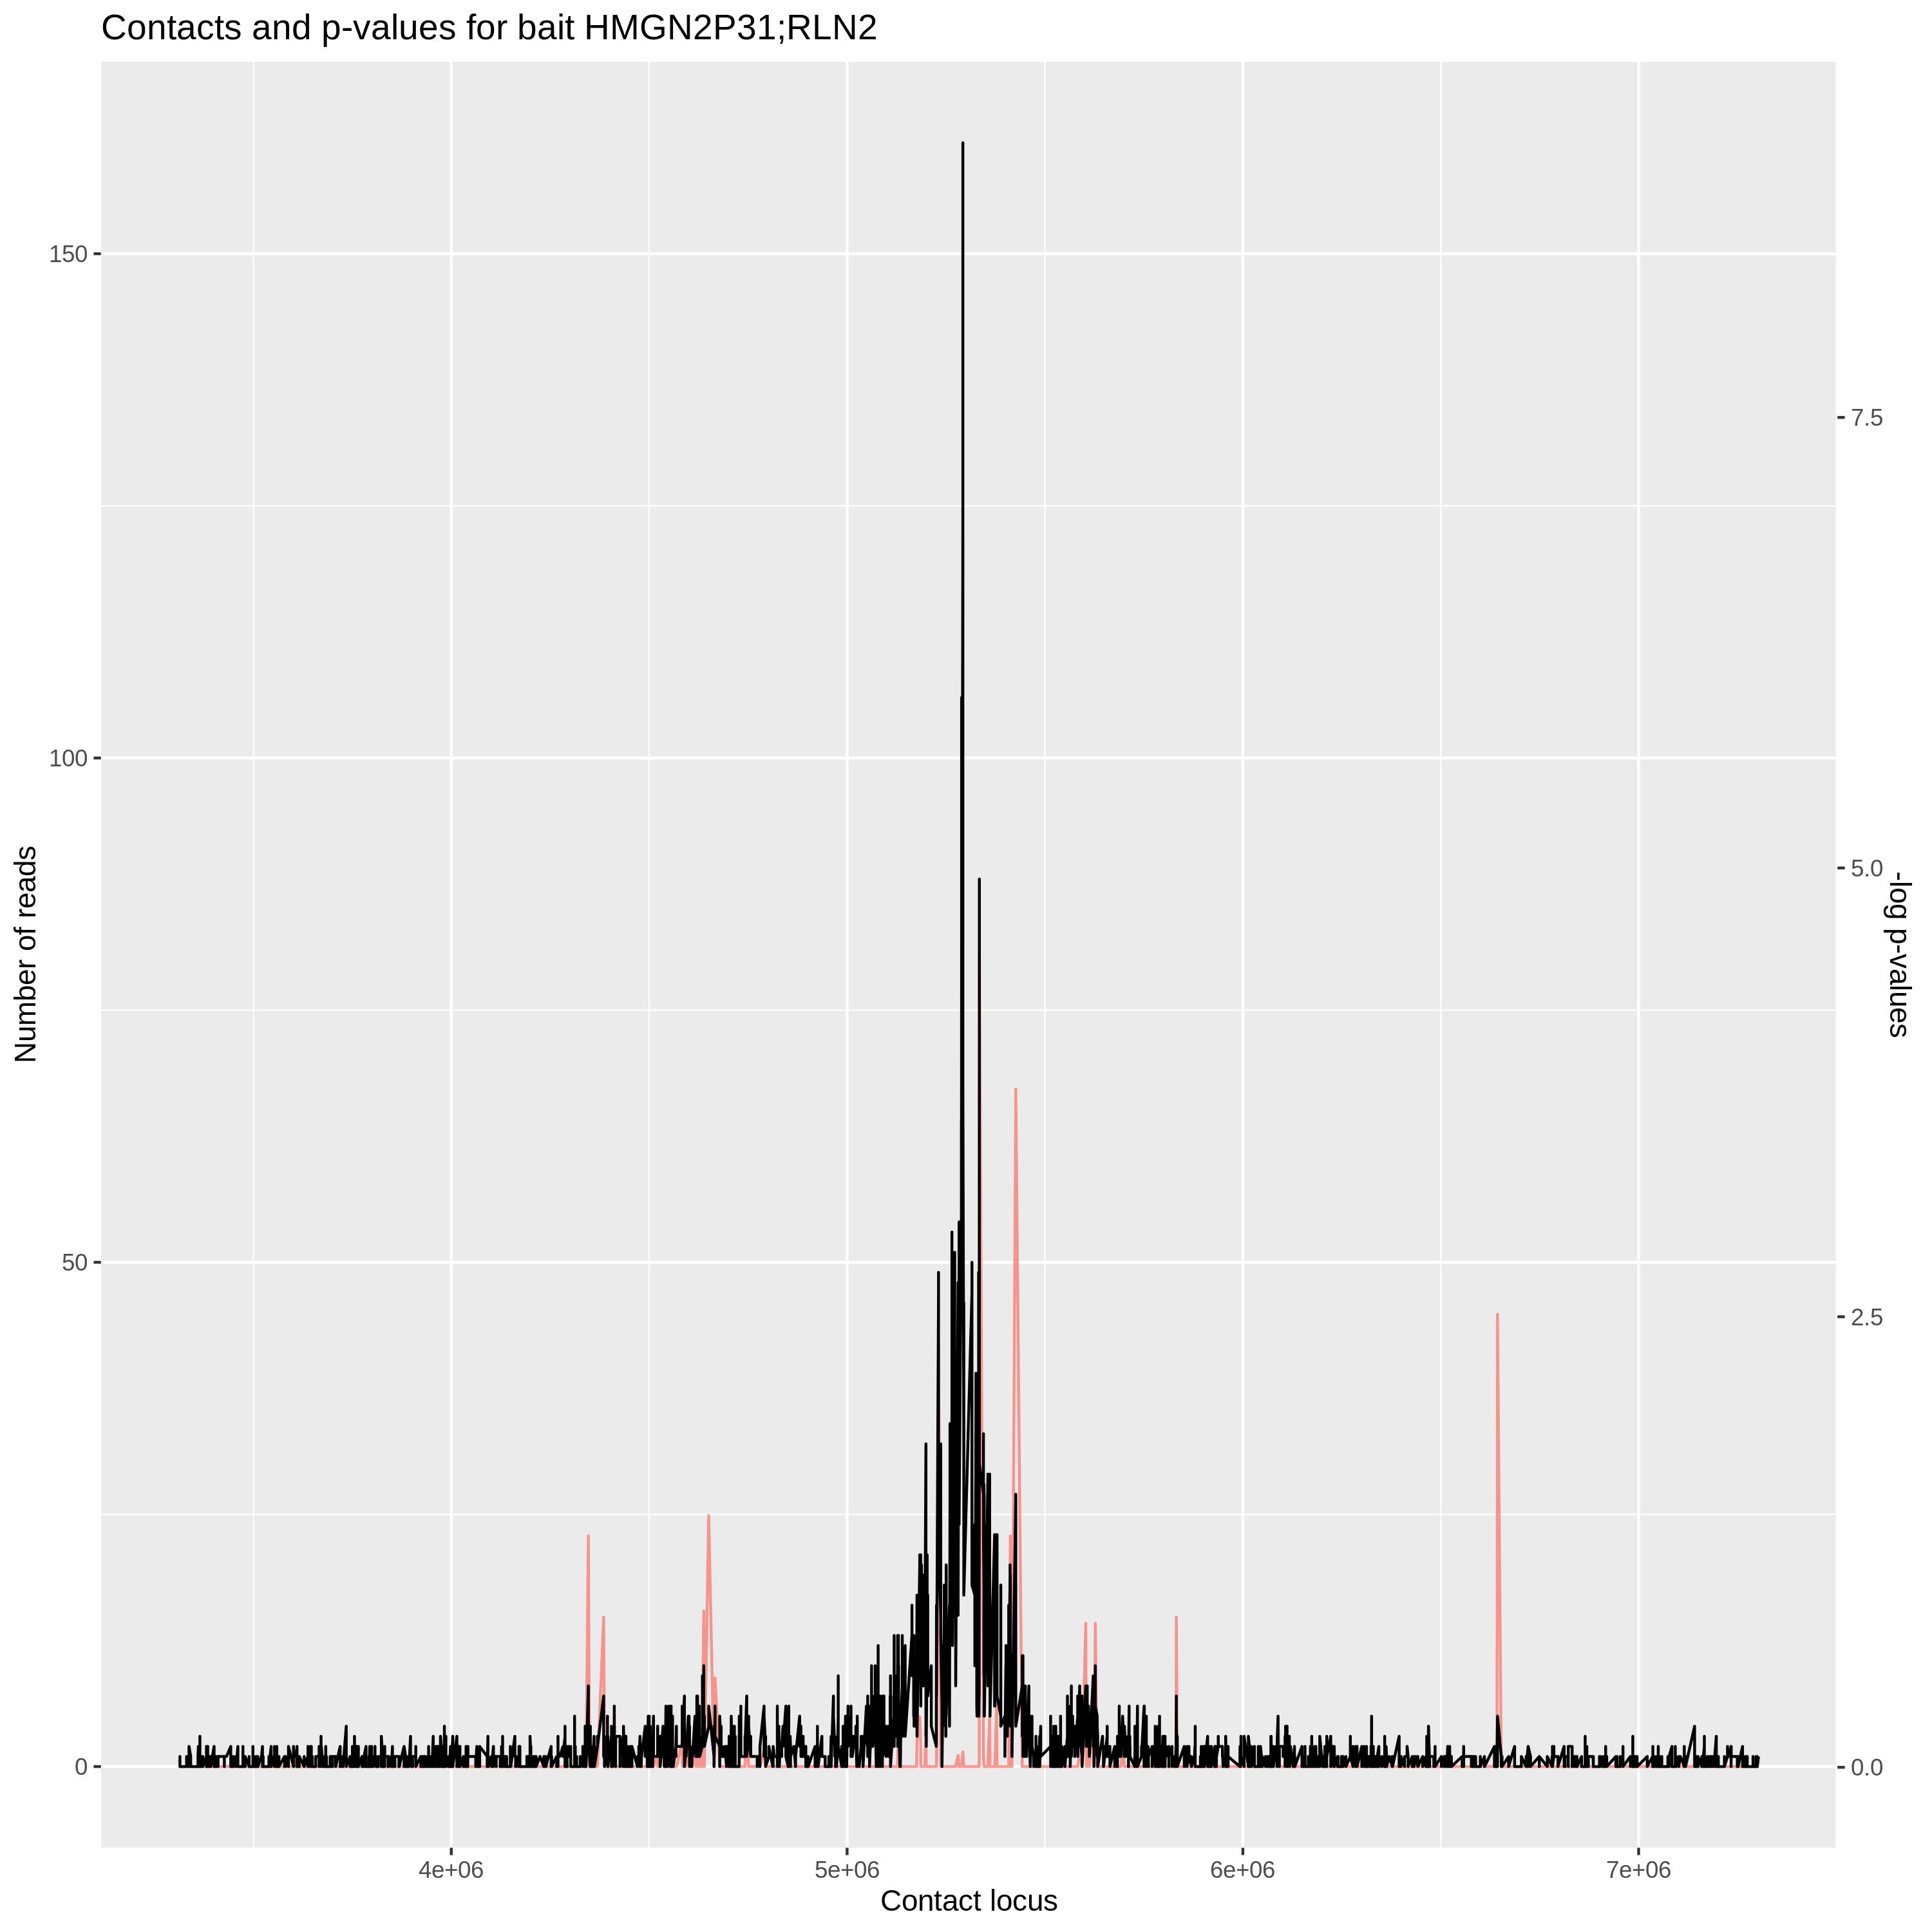 Contacts and p-values for bait HMGN2P31;RLN2
150
100
50
0
Number of reads
7.5
5.0
2.5
0.0
-log p-values
4e+06
5e+06
6e+06
7e+06
Contact locus